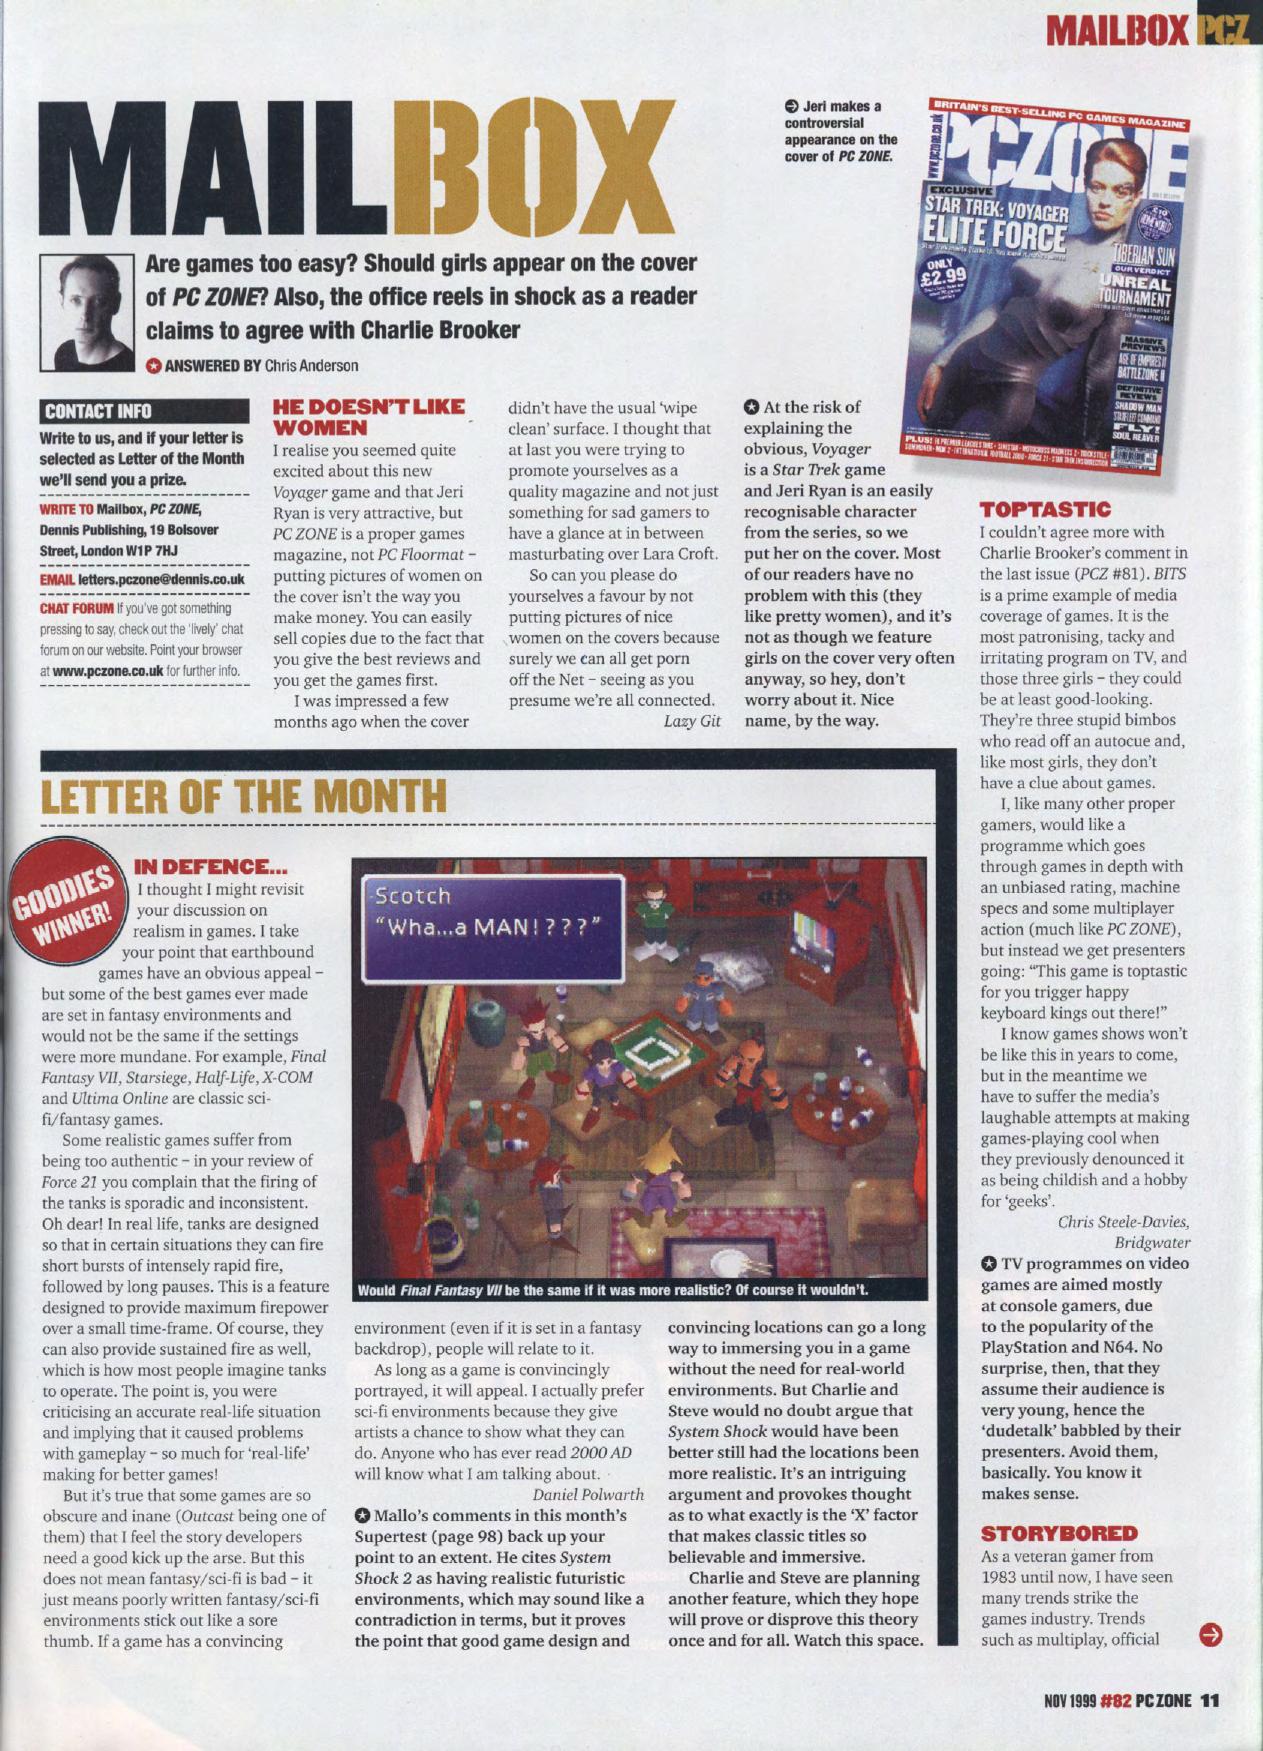 MAILBOX PCZ
MAILBOX
Jeri makes a
controversial
appearance on the
cover of PC ZONE.
BRITAIN'S BEST-SELLING PC GAMES MAGAZINE
www.pczone.co.uk
PCZONE
EXCLUSIVE
STAR TREK: VOYAGER
ELITE FORCE
ONLY
£2.99
TIBERIAN SUN
OUR VERDICT
UNREAL
TOURNAMENT
MASSIVE
PREVIEWS
AGE OF EMPIRES II
BATTLEZONE II
DEFINITIVE
REVIEWS
SHADOW MAN
STARFLEET COMMAND
FLY!
SOUL REAVER
Are games too easy? Should girls appear on the cover
of PC ZONE? Also, the office reels in shock as a reader
claims to agree with Charlie Brooker
ANSWERED BY Chris Anderson
CONTACT INFO
Write to us, and if your letter is
selected as Letter of the Month
we'll send you a prize.
WRITE TO Mailbox, PC ZONE,
Dennis Publishing, 19 Bolsover
Street, London W1P 7HJ
EMAIL letters.pczone@dennis.co.uk
CHAT FORUM If you've got something
pressing to say, check out the 'lively' chat
forum on our website. Point your browser
at www.pczone.co.uk for further info.
HE DOESN'T LIKE
WOMEN
I realise you seemed quite
excited about this new
Voyager game and that Jeri
Ryan is very attractive, but
PC ZONE is a proper games
magazine, not PC Floormat –
putting pictures of women on
the cover isn't the way you
make money. You can easily
sell copies due to the fact that
you give the best reviews and
you get the games first.
I was impressed a few
months ago when the cover
didn't have the usual 'wipe
clean' surface. I thought that
at last you were trying to
promote yourselves as a
quality magazine and not just
something for sad gamers to
have a glance at in between
masturbating over Lara Croft.
So can you please do
yourselves a favour by not
putting pictures of nice
women on the covers because
surely we can all get porn
off the Net – seeing as you
presume we're all connected.
Lazy Git
At the risk of
explaining the
obvious, Voyager
is a Star Trek game
and Jeri Ryan is an easily
recognisable character
from the series, so we
put her on the cover. Most
of our readers have no
problem with this (they
like pretty women), and it's
not as though we feature
girls on the cover very often
anyway, so hey, don't
worry about it. Nice
name, by the way.
TOPTASTIC
I couldn't agree more with
Charlie Brooker's comment in
the last issue (PCZ #81). BITS
is a prime example of media
coverage of games. It is the
most patronising, tacky and
irritating program on TV, and
those three girls – they could
be at least good-looking.
They're three stupid bimbos
who read off an autocue and,
like most girls, they don't
have a clue about games.
I, like many other proper
gamers, would like a
programme which goes
through games in depth with
an unbiased rating, machine
specs and some multiplayer
action (much like PC ZONE),
but instead we get presenters
going: "This game is toptastic
for you trigger happy
keyboard kings out there!"
I know games shows won't
be like this in years to come,
but in the meantime we
have to suffer the media's
laughable attempts at making
games-playing cool when
they previously denounced it
as being childish and a hobby
for 'geeks'.
Chris Steele-Davies,
Bridgwater
TV programmes on video
games are aimed mostly
at console gamers, due
to the popularity of the
PlayStation and N64. No
surprise, then, that they
assume their audience is
very young, hence the
'dudetalk' babbled by their
presenters. Avoid them,
basically. You know it
makes sense.
STORYBORED
As a veteran gamer from
1983 until now, I have seen
many trends strike the
games industry. Trends
such as multiplay, official
LETTER OF THE MONTH
GOODIES
WINNER!
IN DEFENCE...
I thought I might revisit
your discussion on
realism in games. I take
your point that earthbound
games have an obvious appeal –
but some of the best games ever made
are set in fantasy environments and
would not be the same if the settings
were more mundane. For example, Final
Fantasy VII, Starsiege, Half-Life, X-COM
and Ultima Online are classic sci-
fi/fantasy games.
Some realistic games suffer from
being too authentic – in your review of
Force 21 you complain that the firing of
the tanks is sporadic and inconsistent.
Oh dear! In real life, tanks are designed
so that in certain situations they can fire
short bursts of intensely rapid fire,
followed by long pauses. This is a feature
designed to provide maximum firepower
over a small time-frame. Of course, they
can also provide sustained fire as well,
which is how most people imagine tanks
to operate. The point is, you were
criticising an accurate real-life situation
and implying that it caused problems
with gameplay – so much for 'real-life'
making for better games!
But it's true that some games are so
obscure and inane (Outcast being one of
them) that I feel the story developers
need a good kick up the arse. But this
does not mean fantasy/sci-fi is bad – it
just means poorly written fantasy/sci-fi
environments stick out like a sore
thumb. If a game has a convincing
Scotch
"Wha...a MAN!???"
Would Final Fantasy VII be the same if it was more realistic? Of course it wouldn't.
environment (even if it is set in a fantasy
backdrop), people will relate to it.
As long as a game is convincingly
portrayed, it will appeal. I actually prefer
sci-fi environments because they give
artists a chance to show what they can
do. Anyone who has ever read 2000 AD
will know what I am talking about.
Daniel Polwarth
Mallo's comments in this month's
Supertest (page 98) back up your
point to an extent. He cites System
Shock 2 as having realistic futuristic
environments, which may sound like a
contradiction in terms, but it proves
the point that good game design and
convincing locations can go a long
way to immersing you in a game
without the need for real-world
environments. But Charlie and
Steve would no doubt argue that
System Shock would have been
better still had the locations been
more realistic. It's an intriguing
argument and provokes thought
as to what exactly is the 'X' factor
that makes classic titles so
believable and immersive.
Charlie and Steve are planning
another feature, which they hope
will prove or disprove this theory
once and for all. Watch this space.
NOV 1999 #82 PC ZONE 11